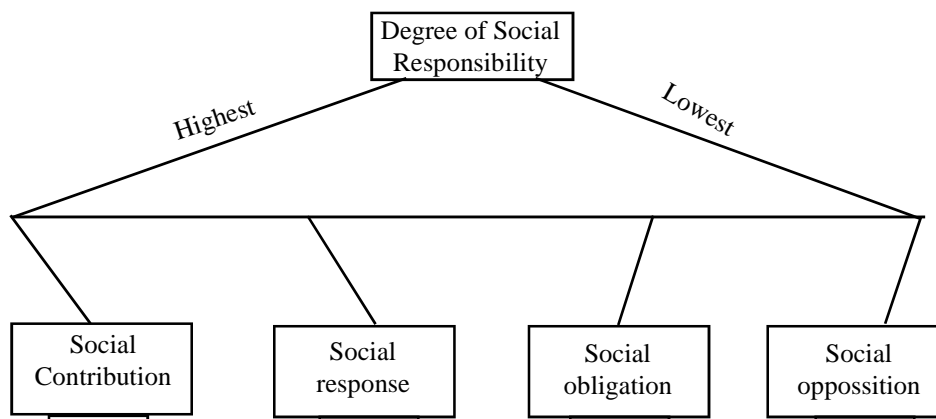 Degree of Social
Responsibility
Highest
Lowest
Social
Contribution
Social
response
Social
obligation
Social
oppossition